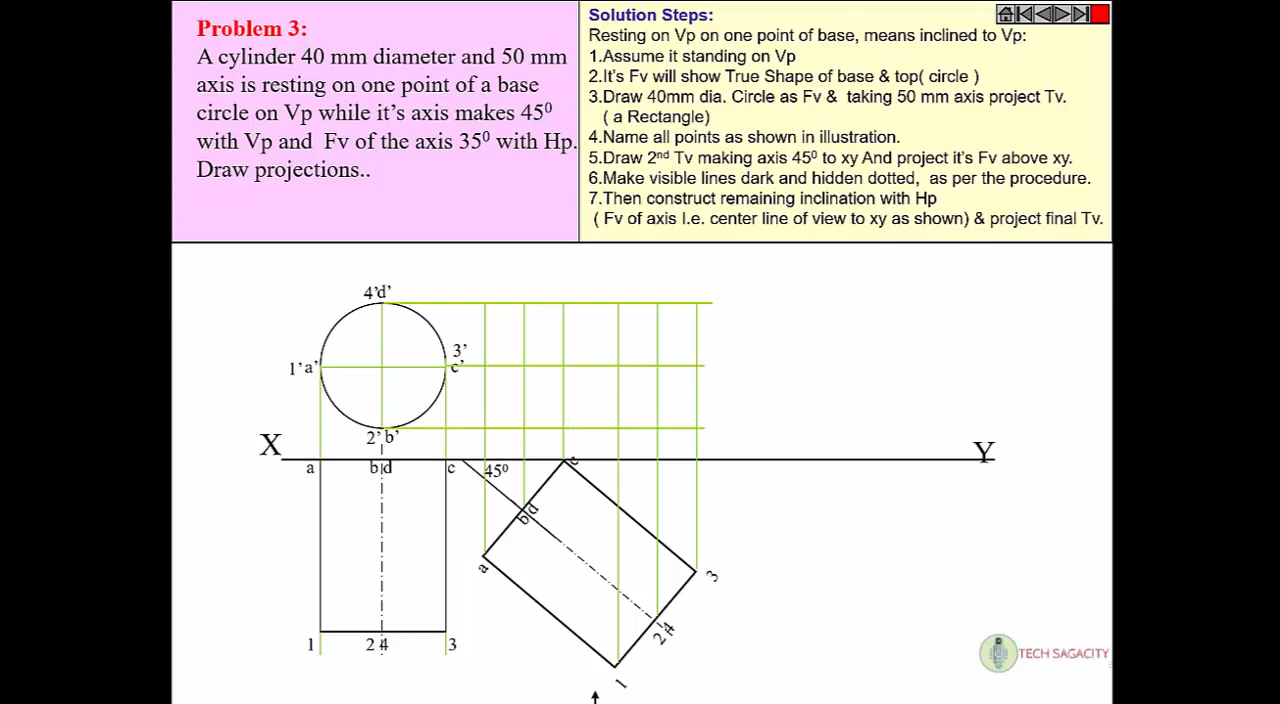 Problem 3:
A cylinder 40 mm diameter and 50 mm
axis is resting on one point of a base
circle on Vp while it's axis makes 45⁰
with Vp and Fv of the axis 35⁰ with Hp.
Draw projections..
Solution Steps:
Resting on Vp on one point of base, means inclined to Vp:
1.Assume it standing on Vp
2.It's Fv will show True Shape of base & top( circle )
3.Draw 40mm dia. Circle as Fv & taking 50 mm axis project Tv.
( a Rectangle)
4.Name all points as shown in illustration.
5.Draw 2nd Tv making axis 45⁰ to xy And project it's Fv above xy.
6.Make visible lines dark and hidden dotted, as per the procedure.
7.Then construct remaining inclination with Hp
( Fv of axis I.e. center line of view to xy as shown) & project final Tv.
4'd'
3'
1'a'
c'
2' b'
X
Y
a
b d
c
45⁰
c
b d
a
3
2 4
1
1
2 4
3
TECH SAGACITY